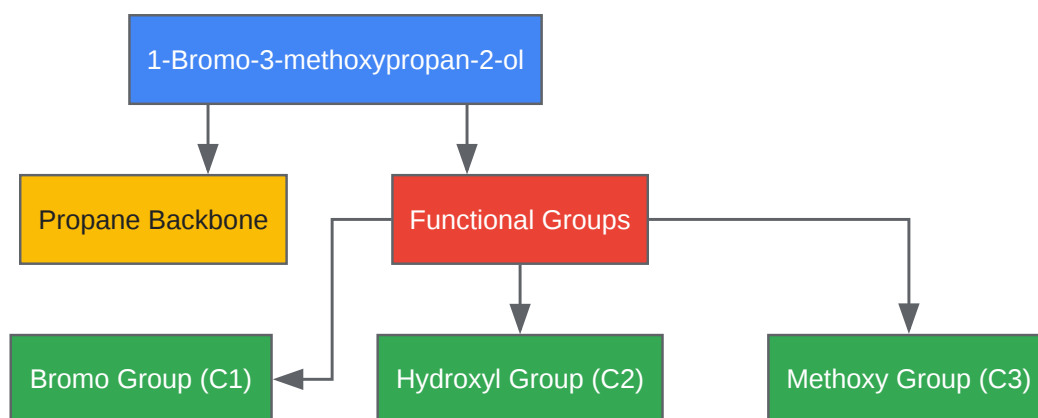 1-Bromo-3-methoxypropan-2-ol
Propane Backbone
Functional Groups
Bromo Group (C1)
Hydroxyl Group (C2)
Methoxy Group (C3)